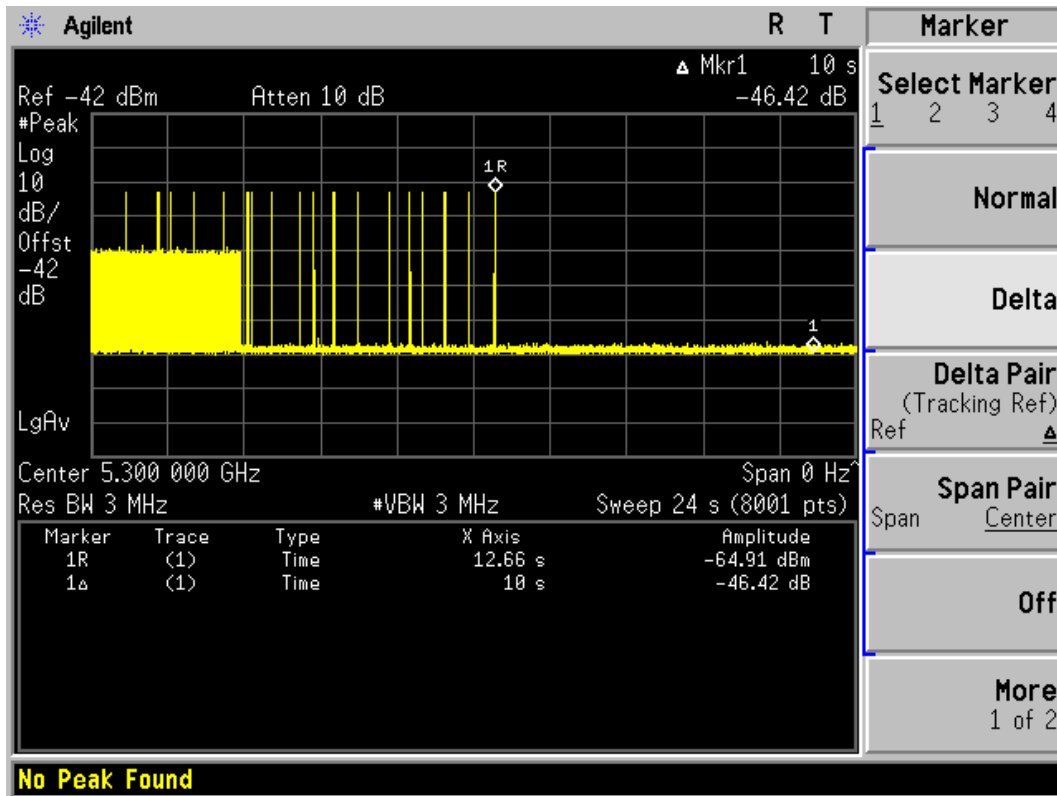 Agilent R T
Marker
△ Mkr1 10 s
Ref -42 dBm Atten 10 dB -46.42 dB
#Peak
Log
10
dB/
Offst
-42
dB
LgAv
1R
1
Center 5.300 000 GHz Span 0 Hz^
Res BW 3 MHz #VBW 3 MHz Sweep 24 s (8001 pts)
Marker Trace Type X Axis Amplitude
1R (1) Time 12.66 s -64.91 dBm
1△ (1) Time 10 s -46.42 dB
Select Marker
1 2 3 4
Normal
Delta
Delta Pair
(Tracking Ref)
Ref △
Span Pair
Span Center
Off
More
1 of 2
No Peak Found